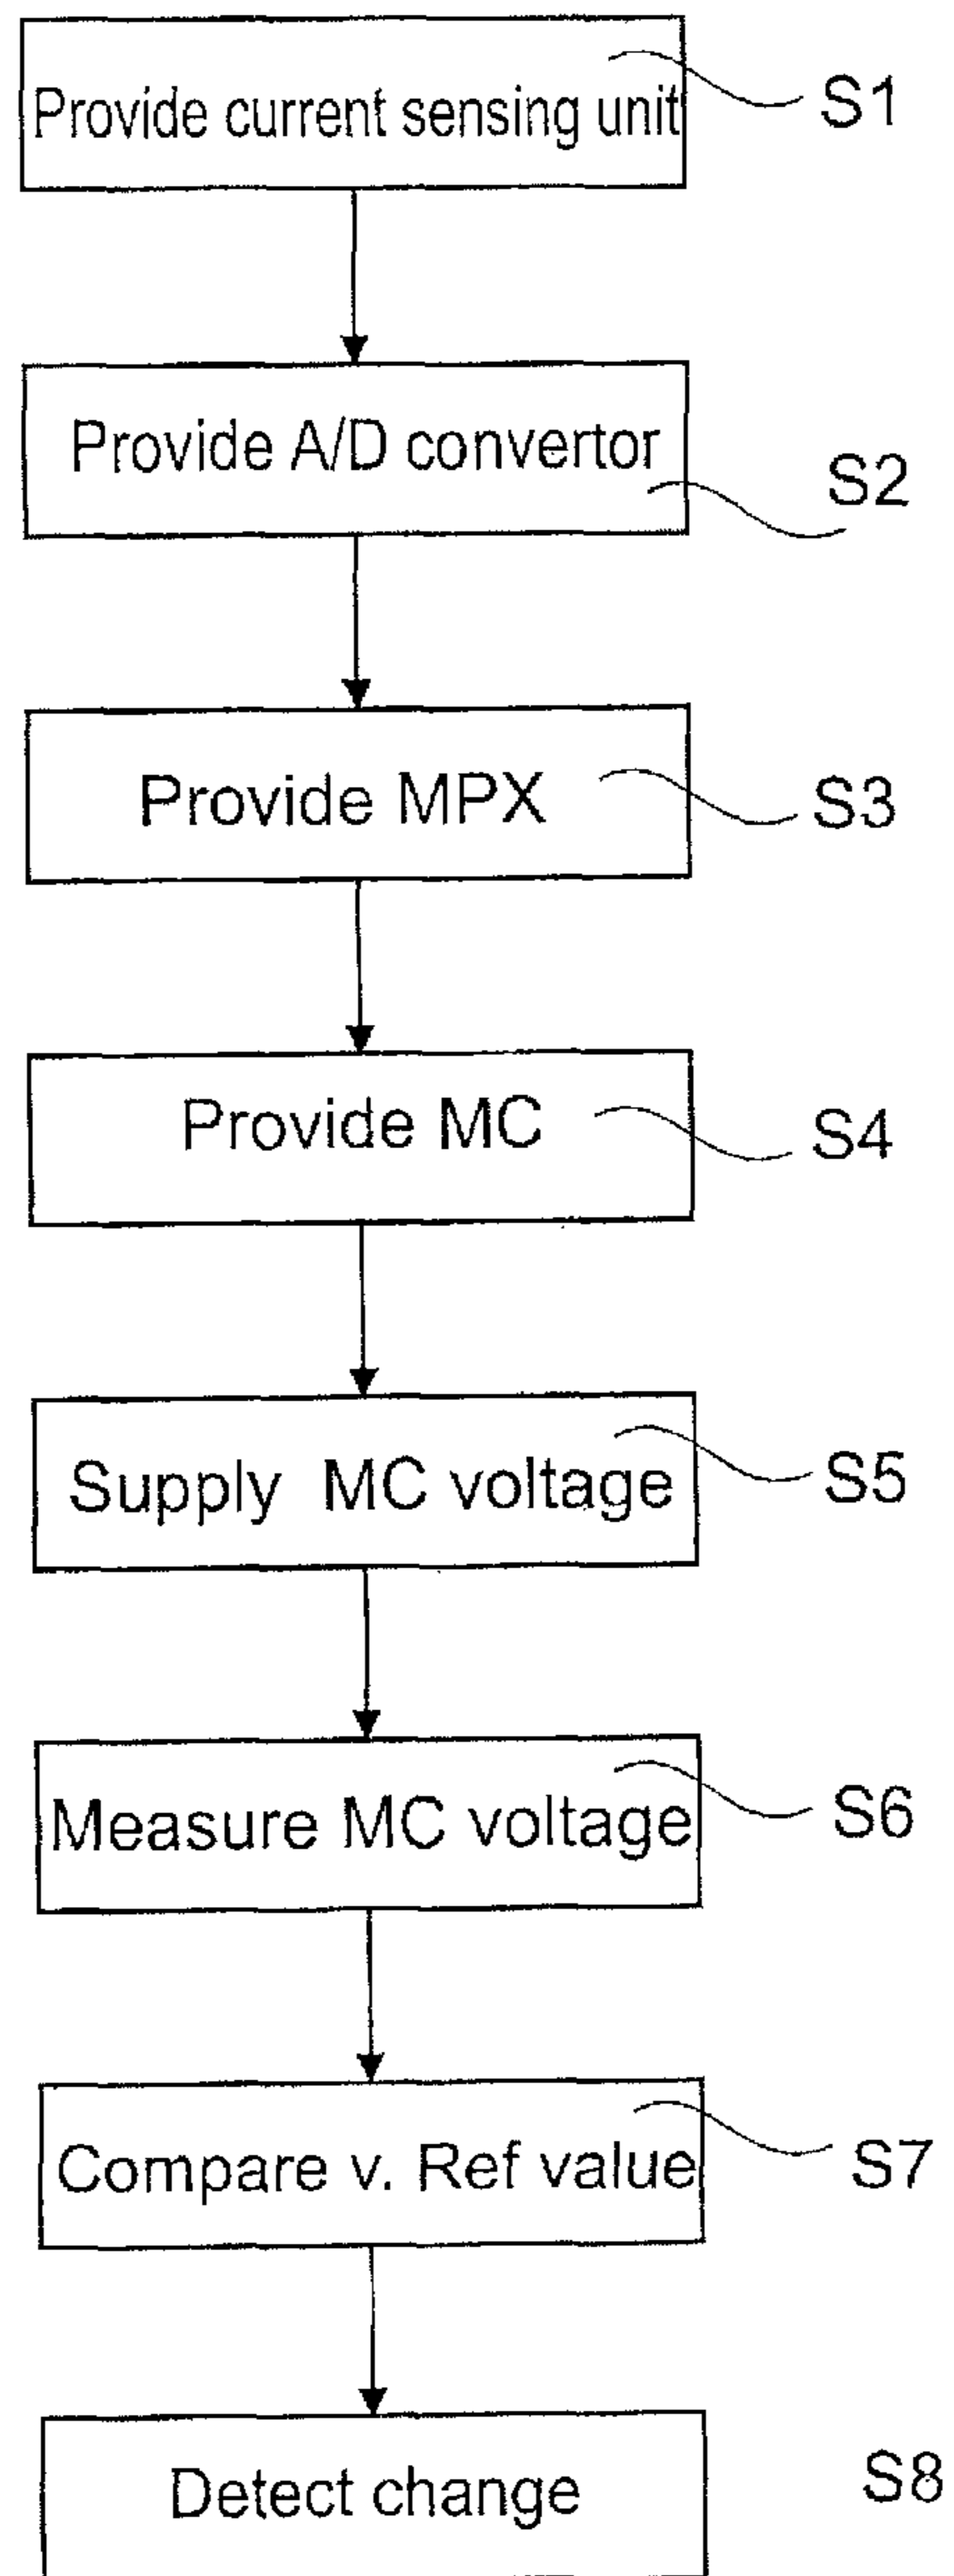 Provide current sensing unit
S1
Provide A/D convertor
S2
Provide MPX
S3
Provide MC
S4
Supply MC voltage
S5
Measure MC voltage
S6
Compare v. Ref value
S7
Detect change
S8